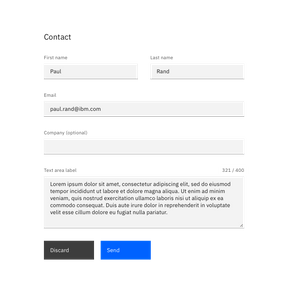 Contact
First name Last name
Paul Rand
Email
paul.rand@ibm.com
Company (optional)
Text area label 321 / 600
Lorem ipsum dolor sit amet, consectetur adipiscing elit, sed do eiusmod
tempor incididunt ut labore et dolore magna aliqua. Ut enim ad minim
veniam, quis nostrud exercitation ullamco laboris nisi ut aliquip ex ea
commodo consequat. Duis aute irure dolor in reprehenderit in voluptate
velit esse cillum dolore eu fugiat nulla pariatur.
Discard Send